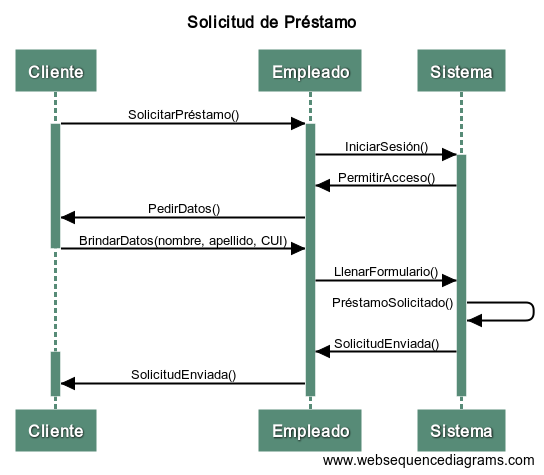 Solicitud de Préstamo
Cliente Empleado Sistema
SolicitarPréstamo()
IniciarSesión()
PermitirAcceso()
PedirDatos()
BrindarDatos(nombre, apellido, CUI)
LlenarFormulario()
PréstamoSolicitado()
SolicitudEnviada()
SolicitudEnviada()
Cliente Empleado Sistema
www.websequencediagrams.com